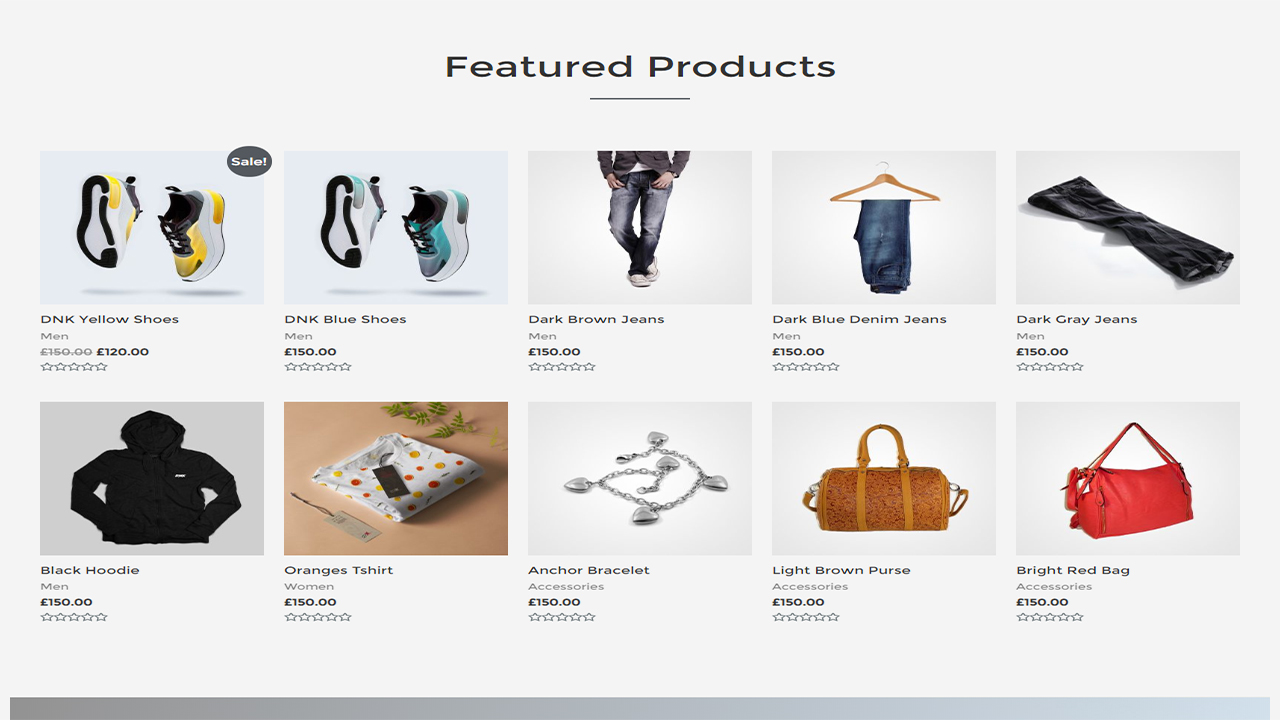 Featured Products
Sale!
DNK Yellow Shoes
Men
£150.00 £120.00
DNK Blue Shoes
Men
£150.00
Dark Brown Jeans
Men
£150.00
Dark Blue Denim Jeans
Men
£150.00
Dark Gray Jeans
Men
£150.00
Black Hoodie
Men
£150.00
Oranges Tshirt
Women
£150.00
Anchor Bracelet
Accessories
£150.00
Light Brown Purse
Accessories
£150.00
Bright Red Bag
Accessories
£150.00